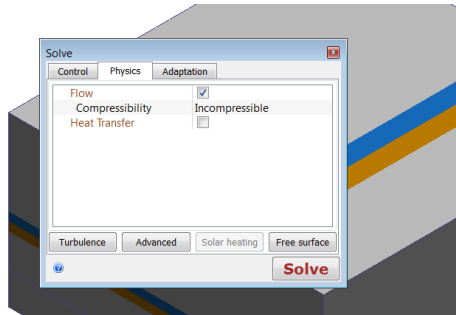 Solve
Control Physics Adaptation
Flow
Compressibility Incompressible
Heat Transfer
Turbulence Advanced Solar heating Free surface
? Solve